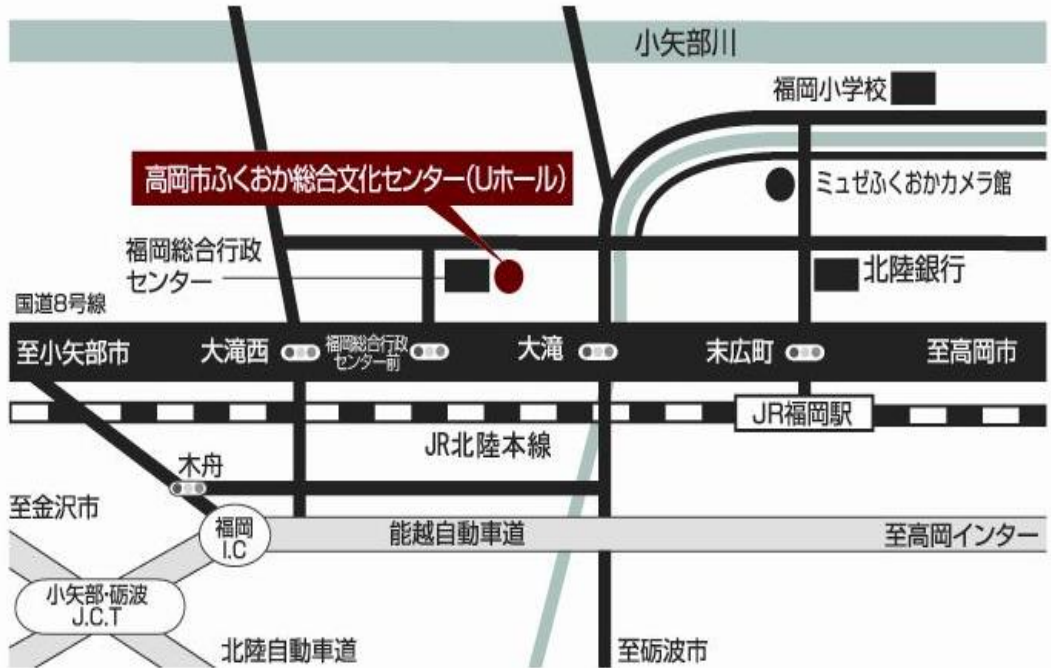 小矢部川
福岡小学校
高岡市ふくおか総合文化センター(Uホール)
ミュゼふくおかカメラ館
福岡総合行政
センター
北陸銀行
国道8号線
至小矢部市
大滝西
福岡総合行政
センター前
大滝
末広町
至高岡市
JR福岡駅
JR北陸本線
木舟
至金沢市
福岡
I.C
能越自動車道
至高岡インター
小矢部・砺波
J.C.T
北陸自動車道
至砺波市